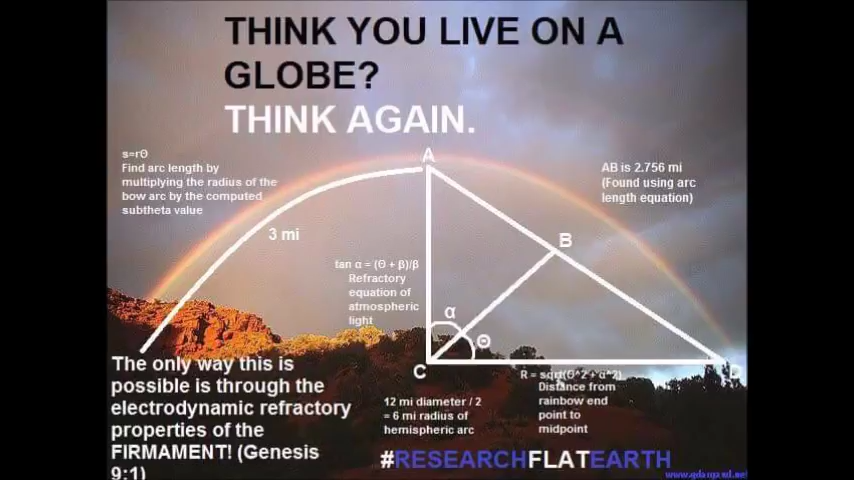 THINK YOU LIVE ON A
GLOBE?
THINK AGAIN.
s=rΘ
Find arc length by
multiplying the radius of the
bow arc by the computed
subtheta value
A
AB is 2.756 mi
(Found using arc
length equation)
3 mi
B
tan α = (Θ + β)/β
Refractory
equation of
atmospheric
light
α
Θ
C
D
The only way this is
possible is through the
electrodynamic refractory
properties of the
FIRMAMENT! (Genesis
9:1)
12 mi diameter / 2
= 6 mi radius of
hemispheric arc
R = sqrt(Θ^2 + α^2)
Distance from
rainbow end
point to
midpoint
#RESEARCHFLATEARTH